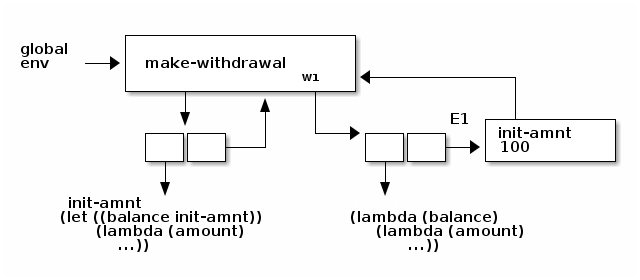 global
env
make-withdrawal
W1
E1
init-amnt
100
init-amnt
(let ((balance init-amnt))
(lambda (amount)
...))
(lambda (balance)
(lambda (amount)
...))